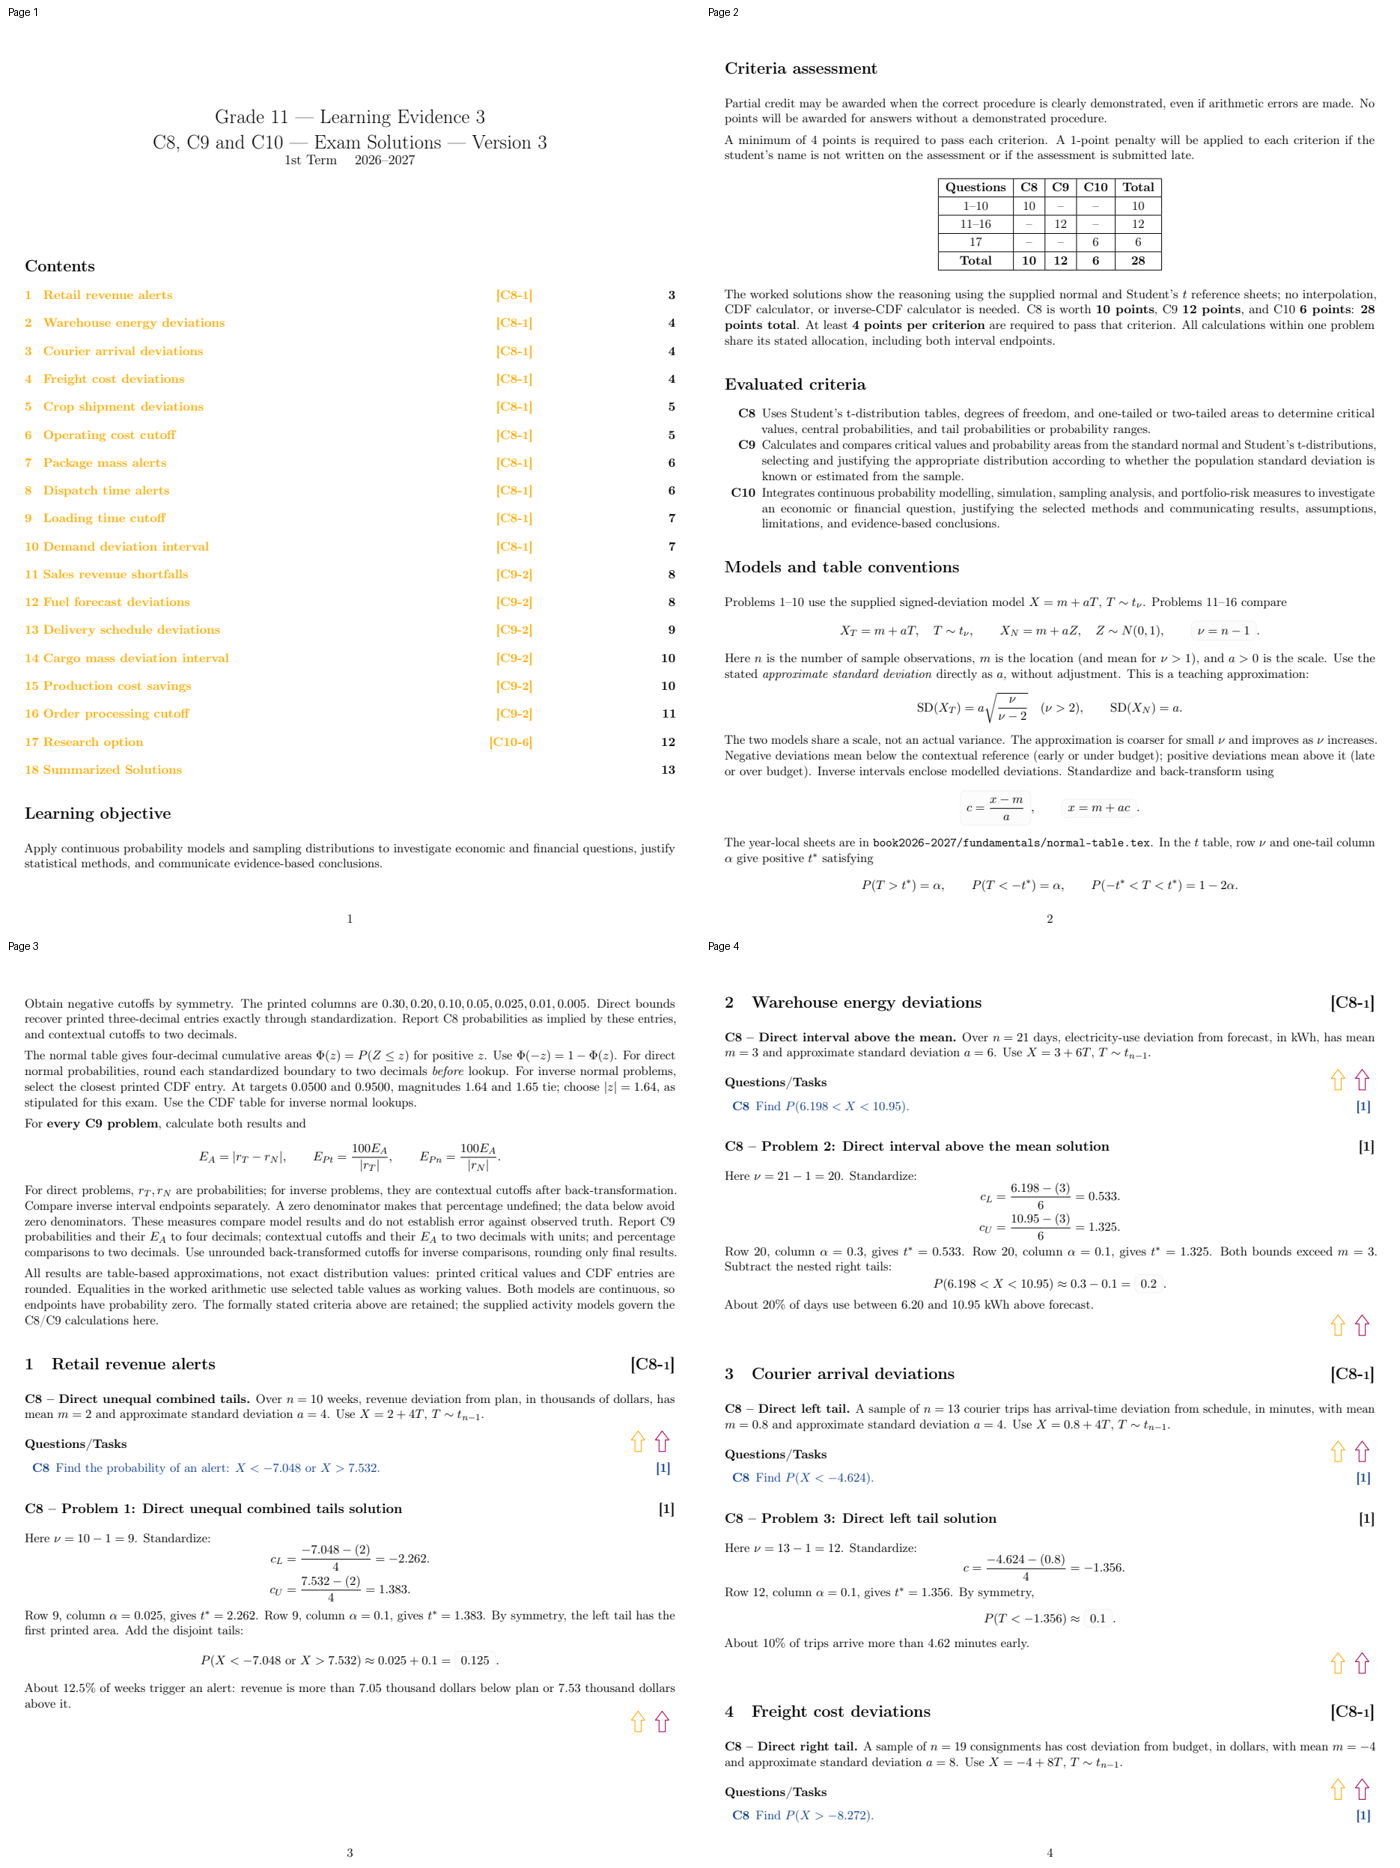 Page 1
Grade 11 — Learning Evidence 3
C8, C9 and C10 — Exam Solutions — Version 3
1st Term 2026–2027
Contents
1 Retail revenue alerts [C8-1] 3
2 Warehouse energy deviations [C8-1] 4
3 Courier arrival deviations [C8-1] 4
4 Freight cost deviations [C8-1] 4
5 Crop shipment deviations [C8-1] 5
6 Operating cost cutoff [C8-1] 5
7 Package mass alerts [C8-1] 6
8 Dispatch time alerts [C8-1] 6
9 Loading time cutoff [C8-1] 7
10 Demand deviation interval [C8-1] 7
11 Sales revenue shortfalls [C9-2] 8
12 Fuel forecast deviations [C9-2] 8
13 Delivery schedule deviations [C9-2] 9
14 Cargo mass deviation interval [C9-2] 10
15 Production cost savings [C9-2] 10
16 Order processing cutoff [C9-2] 11
17 Research option [C10-6] 12
18 Summarized Solutions 13
Learning objective
Apply continuous probability models and sampling distributions to investigate economic and financial questions, justify
statistical methods, and communicate evidence-based conclusions.
1
Page 2
Criteria assessment
Partial credit may be awarded when the correct procedure is clearly demonstrated, even if arithmetic errors are made. No
points will be awarded for answers without a demonstrated procedure.
A minimum of 4 points is required to pass each criterion. A 1-point penalty will be applied to each criterion if the
student's name is not written on the assessment or if the assessment is submitted late.
Questions C8 C9 C10 Total
1–10 10 – – 10
11–16 – 12 – 12
17 – – 6 6
Total 10 12 6 28
The worked solutions show the reasoning using the supplied normal and Student's t reference sheets; no interpolation,
CDF calculator, or inverse-CDF calculator is needed. C8 is worth 10 points, C9 12 points, and C10 6 points: 28
points total. At least 4 points per criterion are required to pass that criterion. All calculations within one problem
share its stated allocation, including both interval endpoints.
Evaluated criteria
C8 Uses Student's t-distribution tables, degrees of freedom, and one-tailed or two-tailed areas to determine critical
values, central probabilities, and tail probabilities or probability ranges.
C9 Calculates and compares critical values and probability areas from the standard normal and Student's t-distributions,
selecting and justifying the appropriate distribution according to whether the population standard deviation is
known or estimated from the sample.
C10 Integrates continuous probability modelling, simulation, sampling analysis, and portfolio-risk measures to investigate
an economic or financial question, justifying the selected methods and communicating results, assumptions,
limitations, and evidence-based conclusions.
Models and table conventions
Problems 1–10 use the supplied signed-deviation model X = m + aT, T ∼ tν. Problems 11–16 compare
X_T = m + aT, T ∼ tν, X_N = m + aZ, Z ∼ N(0, 1), ν = n − 1 .
Here n is the number of sample observations, m is the location (and mean for ν > 1), and a > 0 is the scale. Use the
stated approximate standard deviation directly as a, without adjustment. This is a teaching approximation:
SD(X_T) = a√(ν/(ν − 2)) (ν > 2), SD(X_N) = a.
The two models share a scale, not an actual variance. The approximation is coarser for small ν and improves as ν increases.
Negative deviations mean below the contextual reference (early or under budget); positive deviations mean above it (late
or over budget). Inverse intervals enclose modelled deviations. Standardize and back-transform using
c = (x − m)/a , x = m + ac .
The year-local sheets are in book2026-2027/fundamentals/normal-table.tex. In the t table, row ν and one-tail column
α give positive t* satisfying
P(T > t*) = α, P(T < −t*) = α, P(−t* < T < t*) = 1 − 2α.
2
Page 3
Obtain negative cutoffs by symmetry. The printed columns are 0.30, 0.20, 0.10, 0.05, 0.025, 0.01, 0.005. Direct bounds
recover printed three-decimal entries exactly through standardization. Report C8 probabilities as implied by these entries,
and contextual cutoffs to two decimals.
The normal table gives four-decimal cumulative areas Φ(z) = P(Z ≤ z) for positive z. Use Φ(−z) = 1 − Φ(z). For direct
normal probabilities, round each standardized boundary to two decimals before lookup. For inverse normal problems,
select the closest printed CDF entry. At targets 0.0500 and 0.9500, magnitudes 1.64 and 1.65 tie; choose |z| = 1.64, as
stipulated for this exam. Use the CDF table for inverse normal lookups.
For every C9 problem, calculate both results and
E_A = |r_T − r_N|, E_Pt = 100E_A/|r_T|, E_Pn = 100E_A/|r_N|.
For direct problems, r_T, r_N are probabilities; for inverse problems, they are contextual cutoffs after back-transformation.
Compare inverse interval endpoints separately. A zero denominator makes that percentage undefined; the data below avoid
zero denominators. These measures compare model results and do not establish error against observed truth. Report C9
probabilities and their E_A to four decimals; contextual cutoffs and their E_A to two decimals with units; and percentage
comparisons to two decimals. Use unrounded back-transformed cutoffs for inverse comparisons, rounding only final results.
All results are table-based approximations, not exact distribution values: printed critical values and CDF entries are
rounded. Equalities in the worked arithmetic use selected table values as working values. Both models are continuous, so
endpoints have probability zero. The formally stated criteria above are retained; the supplied activity models govern the
C8/C9 calculations here.
1 Retail revenue alerts [C8-1]
C8 – Direct unequal combined tails. Over n = 10 weeks, revenue deviation from plan, in thousands of dollars, has
mean m = 2 and approximate standard deviation a = 4. Use X = 2 + 4T, T ∼ tn−1.
Questions/Tasks
C8 Find the probability of an alert: X < −7.048 or X > 7.532. [1]
C8 – Problem 1: Direct unequal combined tails solution [1]
Here ν = 10 − 1 = 9. Standardize:
c_L = (−7.048 − (2))/4 = −2.262.
c_U = (7.532 − (2))/4 = 1.383.
Row 9, column α = 0.025, gives t* = 2.262. Row 9, column α = 0.1, gives t* = 1.383. By symmetry, the left tail has the
first printed area. Add the disjoint tails:
P(X < −7.048 or X > 7.532) ≈ 0.025 + 0.1 = 0.125 .
About 12.5% of weeks trigger an alert: revenue is more than 7.05 thousand dollars below plan or 7.53 thousand dollars
above it.
3
Page 4
2 Warehouse energy deviations [C8-1]
C8 – Direct interval above the mean. Over n = 21 days, electricity-use deviation from forecast, in kWh, has mean
m = 3 and approximate standard deviation a = 6. Use X = 3 + 6T, T ∼ tn−1.
Questions/Tasks
C8 Find P(6.198 < X < 10.95). [1]
C8 – Problem 2: Direct interval above the mean solution [1]
Here ν = 21 − 1 = 20. Standardize:
c_L = (6.198 − (3))/6 = 0.533.
c_U = (10.95 − (3))/6 = 1.325.
Row 20, column α = 0.3, gives t* = 0.533. Row 20, column α = 0.1, gives t* = 1.325. Both bounds exceed m = 3.
Subtract the nested right tails:
P(6.198 < X < 10.95) ≈ 0.3 − 0.1 = 0.2 .
About 20% of days use between 6.20 and 10.95 kWh above forecast.
3 Courier arrival deviations [C8-1]
C8 – Direct left tail. A sample of n = 13 courier trips has arrival-time deviation from schedule, in minutes, with mean
m = 0.8 and approximate standard deviation a = 4. Use X = 0.8 + 4T, T ∼ tn−1.
Questions/Tasks
C8 Find P(X < −4.624). [1]
C8 – Problem 3: Direct left tail solution [1]
Here ν = 13 − 1 = 12. Standardize:
c = (−4.624 − (0.8))/4 = −1.356.
Row 12, column α = 0.1, gives t* = 1.356. By symmetry,
P(T < −1.356) ≈ 0.1 .
About 10% of trips arrive more than 4.62 minutes early.
4 Freight cost deviations [C8-1]
C8 – Direct right tail. A sample of n = 19 consignments has cost deviation from budget, in dollars, with mean m = −4
and approximate standard deviation a = 8. Use X = −4 + 8T, T ∼ tn−1.
Questions/Tasks
C8 Find P(X > −8.272). [1]
4